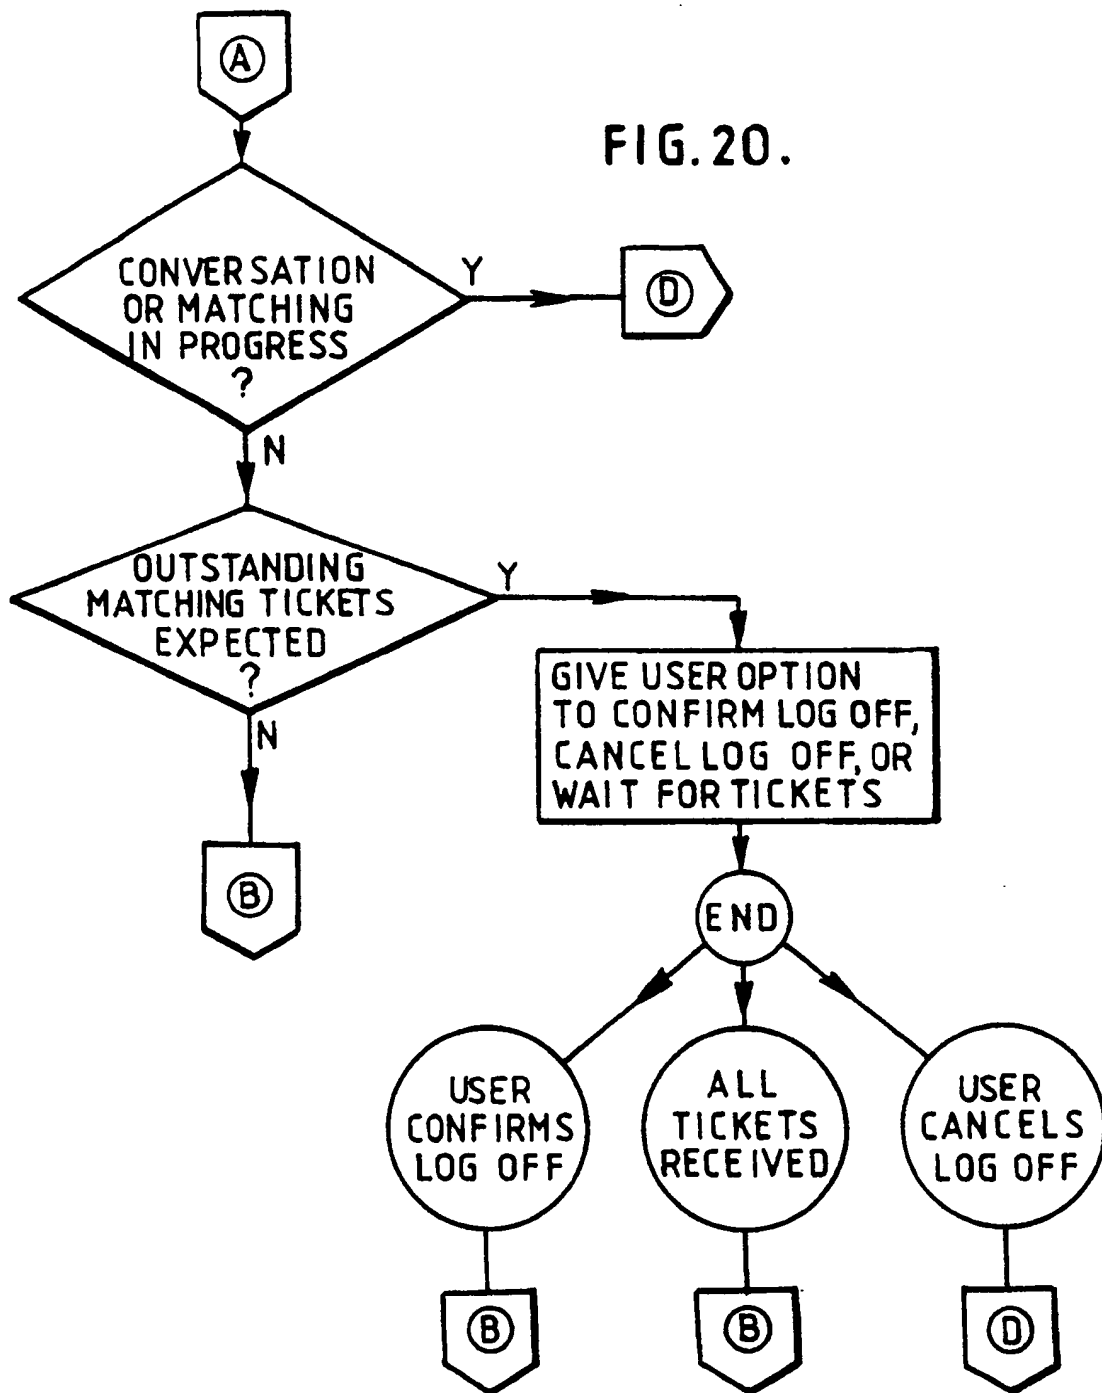 A
FIG. 20.
CONVERSATION
OR MATCHING
IN PROGRESS
?
Y
D
N
OUTSTANDING
MATCHING TICKETS
EXPECTED
?
Y
N
B
GIVE USER OPTION
TO CONFIRM LOG OFF,
CANCEL LOG OFF, OR
WAIT FOR TICKETS
END
USER
CONFIRMS
LOG OFF
ALL
TICKETS
RECEIVED
USER
CANCELS
LOG OFF
B
B
D